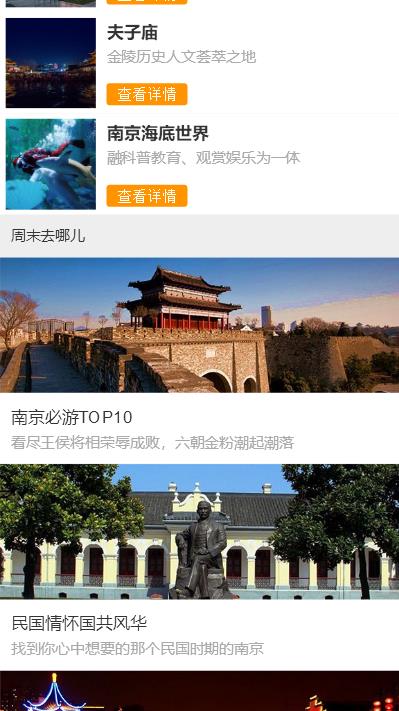 夫子庙
金陵历史人文荟萃之地
查看详情
南京海底世界
融科普教育、观赏娱乐为一体
查看详情
周末去哪儿
南京必游TOP10
看尽王侯将相荣辱成败，六朝金粉潮起潮落
民国情怀国共风华
找到你心中想要的那个民国时期的南京